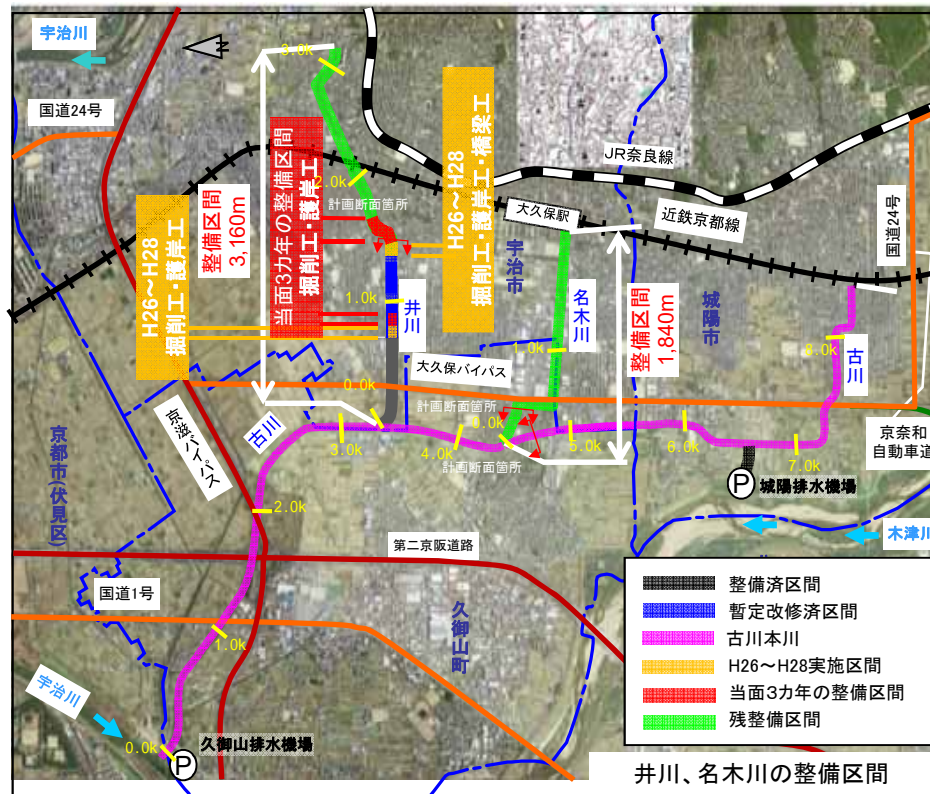 宇治川
N
3.0k
国道24号
H26～H28
掘削工・護岸工・橋梁工
当面3カ年の整備区間
掘削工・護岸工
JR奈良線
2.0k
計画断面箇所
整備区間
3,160m
H26～H28
掘削工・護岸工
大久保駅
近鉄京都線
国道24号
宇治市
城陽市
1.0k
井川
名木川
整備区間
1,840m
1.0k
8.0k
古川
大久保バイパス
0.0k
計画断面箇所
0.0k
京滋バイパス
古川
3.0k
4.0k
計画断面箇所
5.0k
6.0k
7.0k
京奈和
自動車道
京都市(伏見区)
P
城陽排水機場
2.0k
木津川
第二京阪道路
国道1号
久御山町
1.0k
宇治川
0.0k
P
久御山排水機場
整備済区間
暫定改修済区間
古川本川
H26～H28実施区間
当面3カ年の整備区間
残整備区間
井川、名木川の整備区間